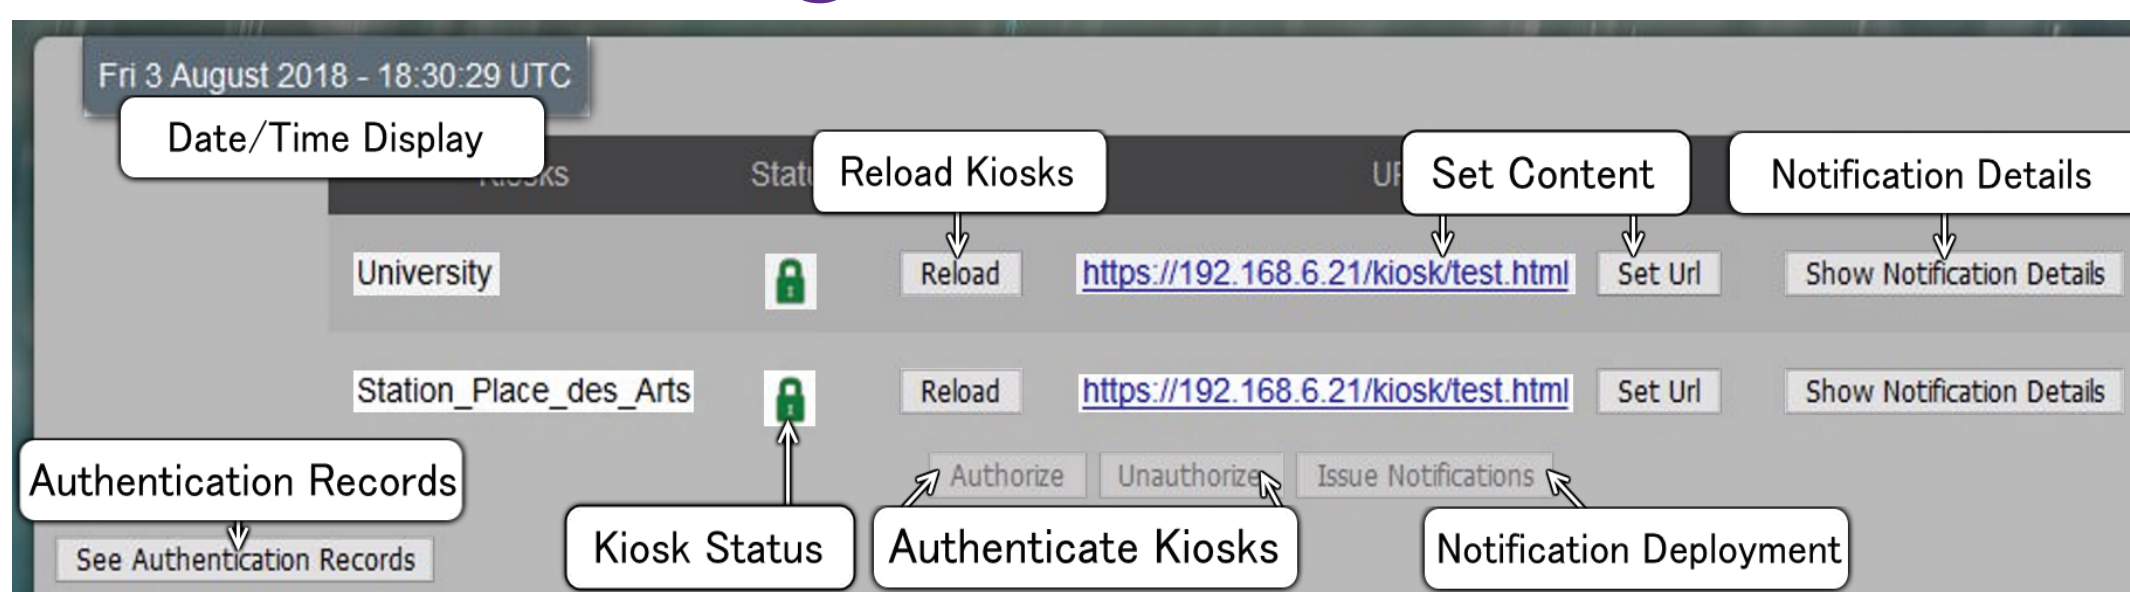 Fri 3 August 2018 - 18:30:29 UTC
Date/Time Display
Kiosks
Reload Kiosks
Set Content
Notification Details
University
Reload
https://192.168.6.21/kiosk/test.html
Set Url
Show Notification Details
Station_Place_des_Arts
Reload
https://192.168.6.21/kiosk/test.html
Set Url
Show Notification Details
Authentication Records
Authorize
Unauthorize
Issue Notifications
See Authentication Records
Kiosk Status
Authenticate Kiosks
Notification Deployment